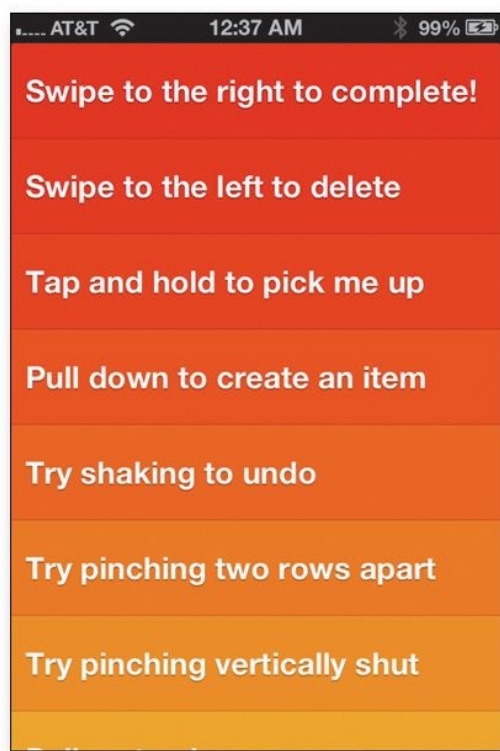 AT&T 12:37 AM 99%
Swipe to the right to complete!
Swipe to the left to delete
Tap and hold to pick me up
Pull down to create an item
Try shaking to undo
Try pinching two rows apart
Try pinching vertically shut